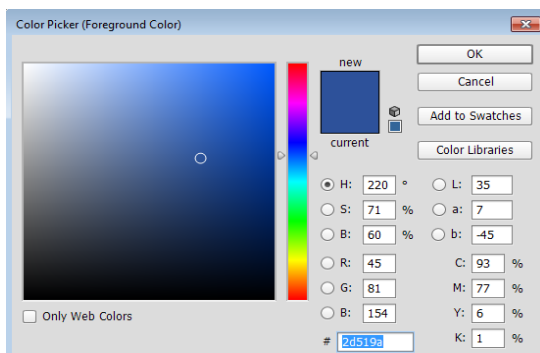 Color Picker (Foreground Color)
new
current
OK
Cancel
Add to Swatches
Color Libraries
H: 220 °
S: 71 %
B: 60 %
R: 45
G: 81
B: 154
# 2d519a
L: 35
a: 7
b: -45
C: 93 %
M: 77 %
Y: 6 %
K: 1 %
Only Web Colors